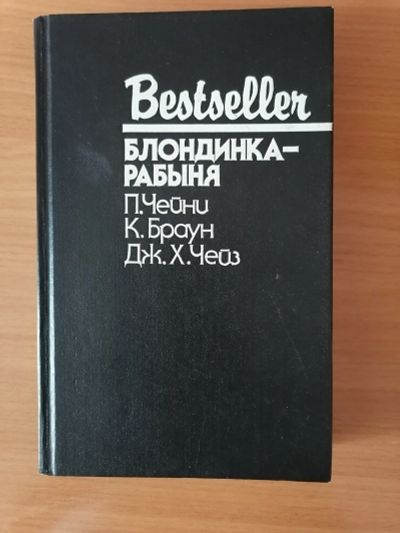 Bestseller
БЛОНДИНКА–
РАБЫНЯ
П.Чейни
К. Браун
Дж. Х. Чейз